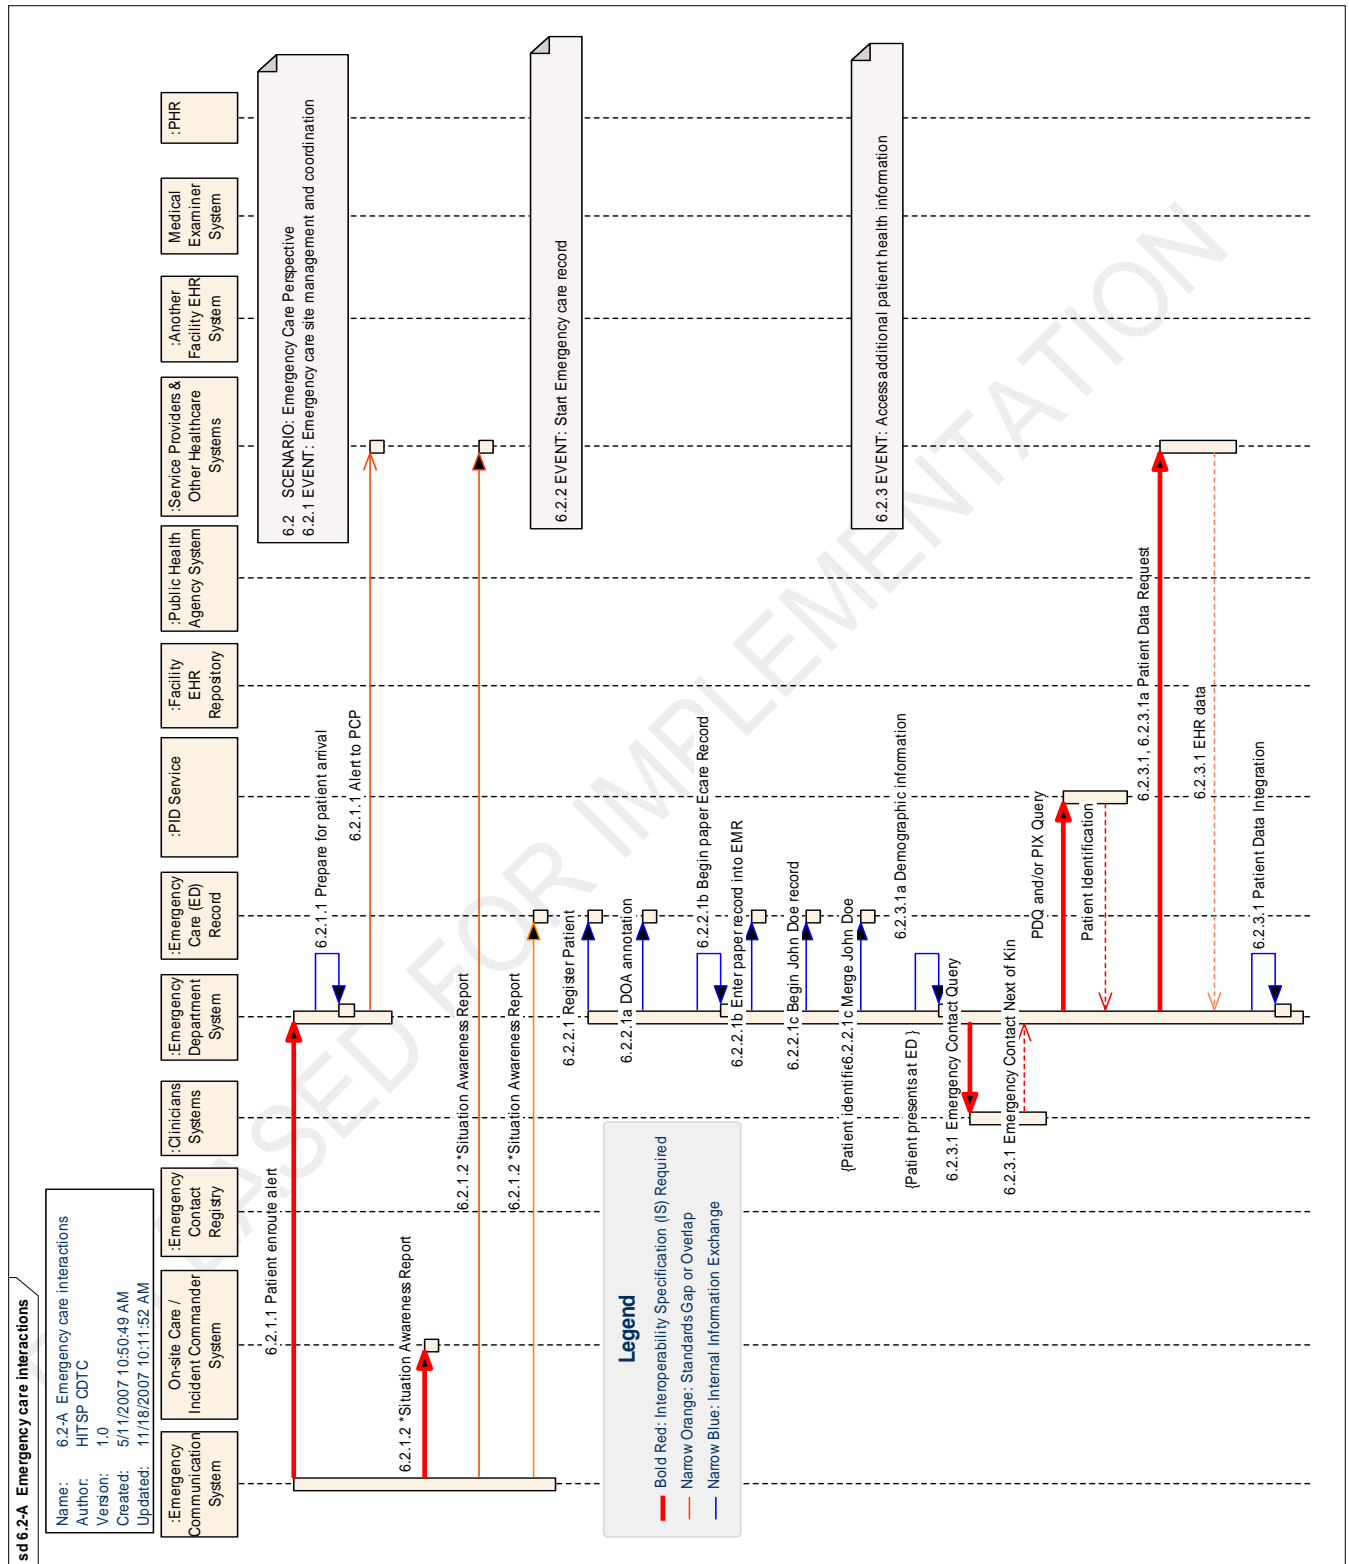 sd 6.2-A Emergency care interactions
Name: 6.2-A Emergency care interactions
Author: HITSP CDTC
Version: 1.0
Created: 5/11/2007 10:50:49 AM
Updated: 11/18/2007 10:11:52 AM
:Emergency
Communication
System
On-site Care /
Incident Commander
System
:Emergency
Contact
Registry
:Clinicians
Systems
:Emergency
Department
System
:Emergency
Care (ED)
Record
:PID Service
:Facility
EHR
Repository
:Public Health
Agency System
:Service Providers &
Other Healthcare
Systems
:Another
Facility EHR
System
Medical
Examiner
System
:PHR
6.2 SCENARIO: Emergency Care Perspective
6.2.1 EVENT: Emergency care site management and coordination
6.2.1.1 Patient enroute alert
6.2.1.1 Prepare for patient arrival
6.2.1.1 Alert to PCP
6.2.1.2 *Situation Awareness Report
6.2.1.2 *Situation Awareness Report
6.2.1.2 *Situation Awareness Report
6.2.2 EVENT: Start Emergency care record
6.2.2.1 Register Patient
6.2.2.1a DOA annotation
6.2.2.1b Begin paper Ecare Record
6.2.2.1b Enter paper record into EMR
6.2.2.1c Begin John Doe record
{Patient identifie6.2.2.1c Merge John Doe
6.2.3 EVENT: Access additional patient health information
6.2.3.1a Demographic information
{Patient presents at ED }
6.2.3.1 Emergency Contact Query
6.2.3.1 Emergency Contact Next of Kin
PDQ and/or PIX Query
Patient Identification
6.2.3.1, 6.2.3.1a Patient Data Request
6.2.3.1 EHR data
6.2.3.1 Patient Data Integration
Legend
Bold Red: Interoperability Specification (IS) Required
Narrow Orange: Standards Gap or Overlap
Narrow Blue: Internal Information Exchange
FOR IMPLEMENTATION